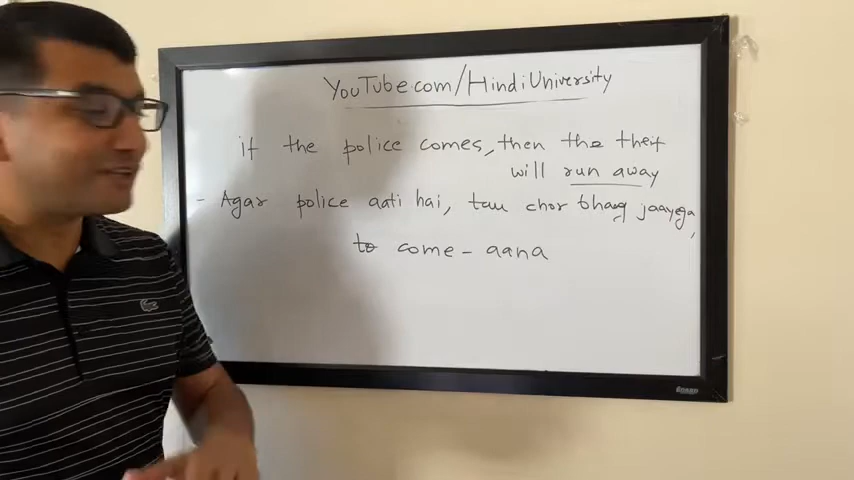 YouTube.com/HindiUniversity
if the police comes, then the theif
will run away
- Agar police aati hai, tau chor bhaag jaayega,
to come - aana